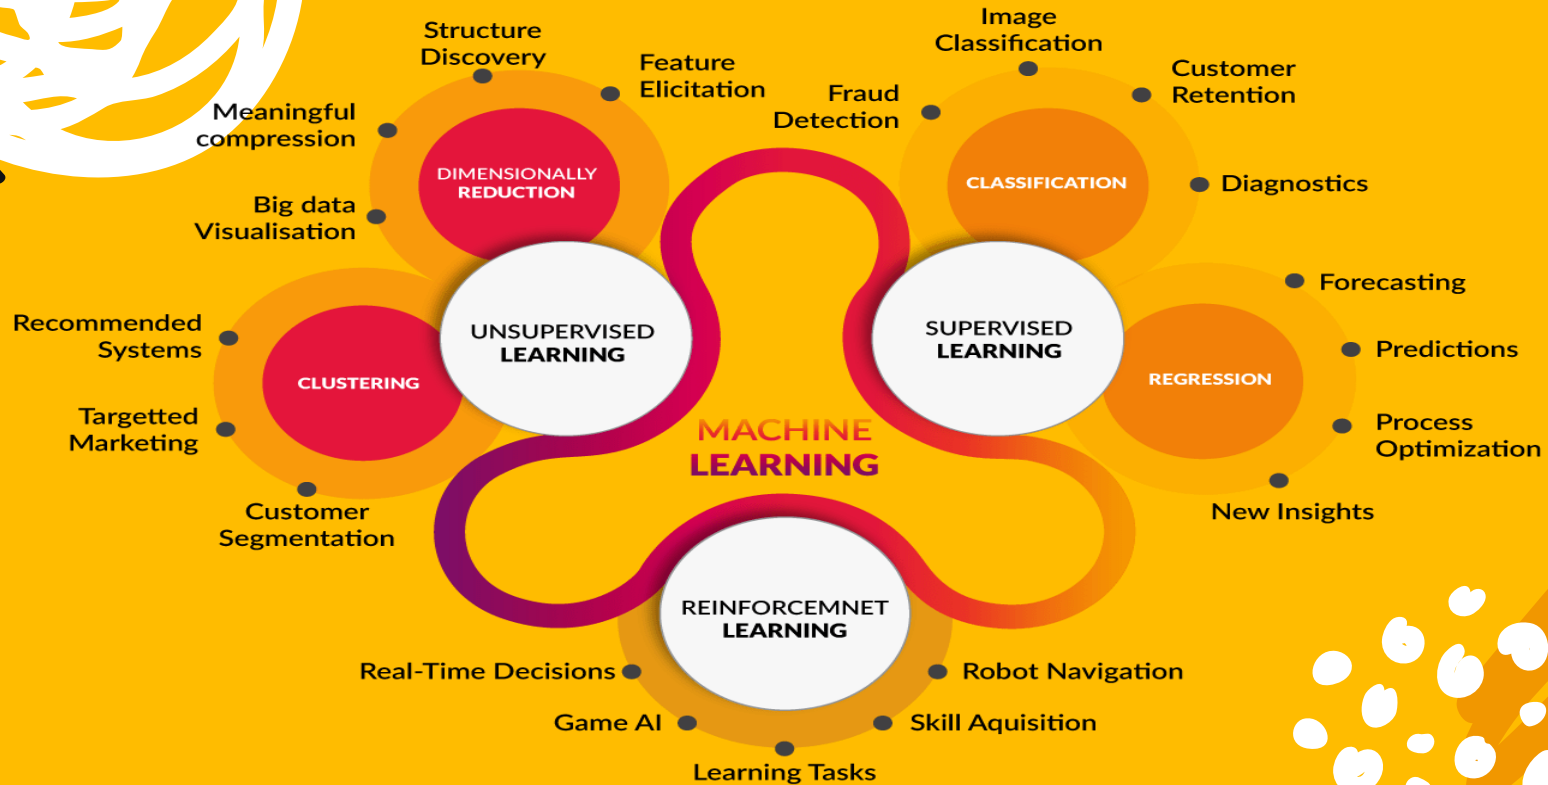 Structure
Discovery
Feature
Elicitation
Meaningful
compression
Big data
Visualisation
DIMENSIONALLY
REDUCTION
Recommended
Systems
Targetted
Marketing
Customer
Segmentation
CLUSTERING
UNSUPERVISED
LEARNING
Image
Classification
Customer
Retention
Fraud
Detection
Diagnostics
CLASSIFICATION
SUPERVISED
LEARNING
REGRESSION
Forecasting
Predictions
Process
Optimization
New Insights
MACHINE
LEARNING
REINFORCEMNET
LEARNING
Real-Time Decisions
Game AI
Learning Tasks
Skill Aquisition
Robot Navigation